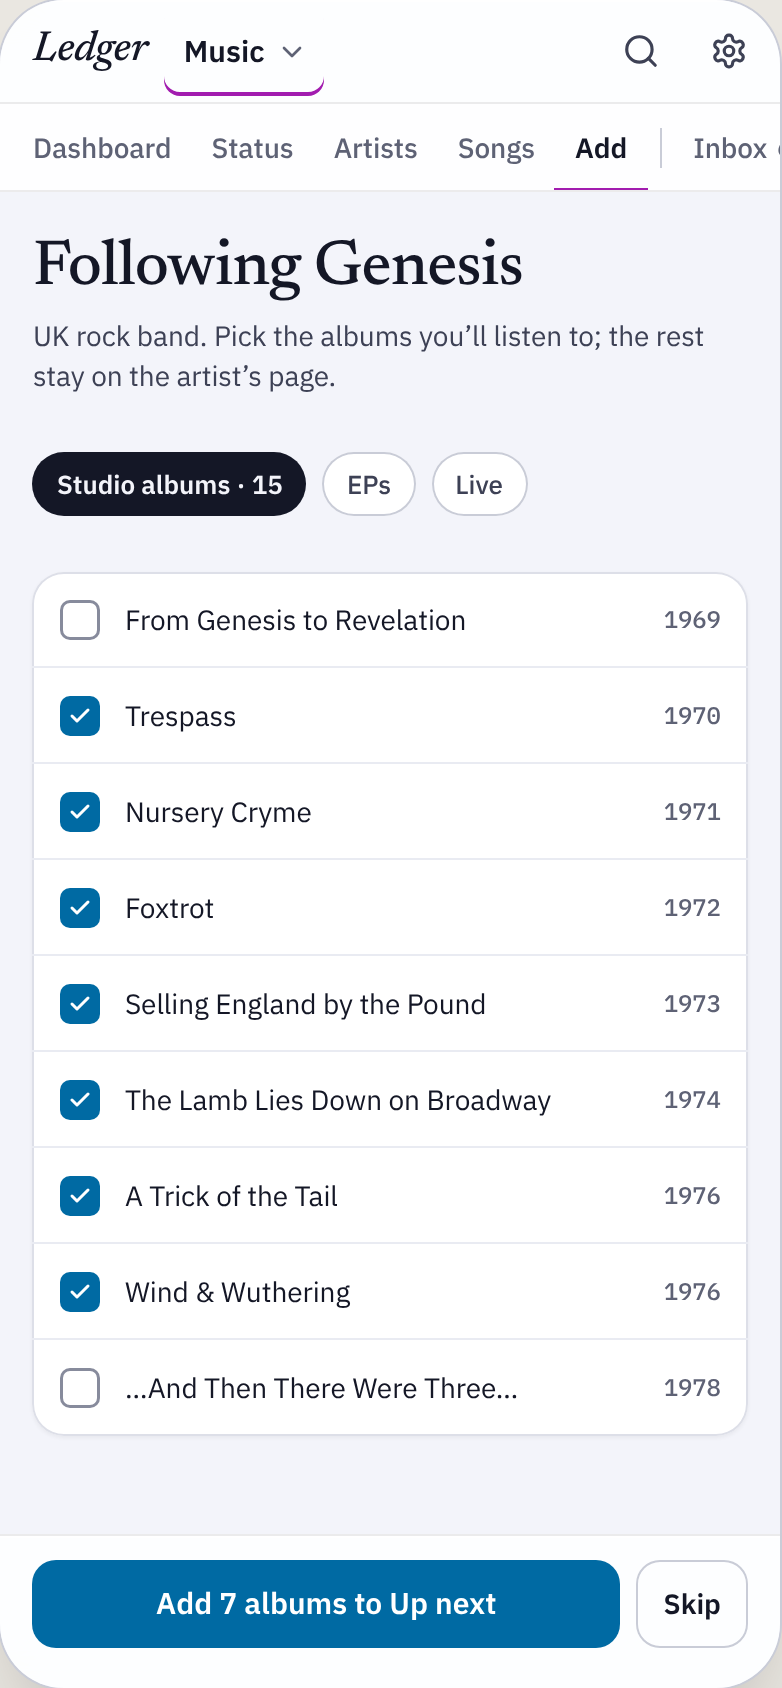 Ledger Music
Dashboard Status Artists Songs Add Inbox
Following Genesis
UK rock band. Pick the albums you’ll listen to; the rest
stay on the artist’s page.
Studio albums · 15 EPs Live
From Genesis to Revelation 1969
Trespass 1970
Nursery Cryme 1971
Foxtrot 1972
Selling England by the Pound 1973
The Lamb Lies Down on Broadway 1974
A Trick of the Tail 1976
Wind & Wuthering 1976
...And Then There Were Three... 1978
Add 7 albums to Up next Skip